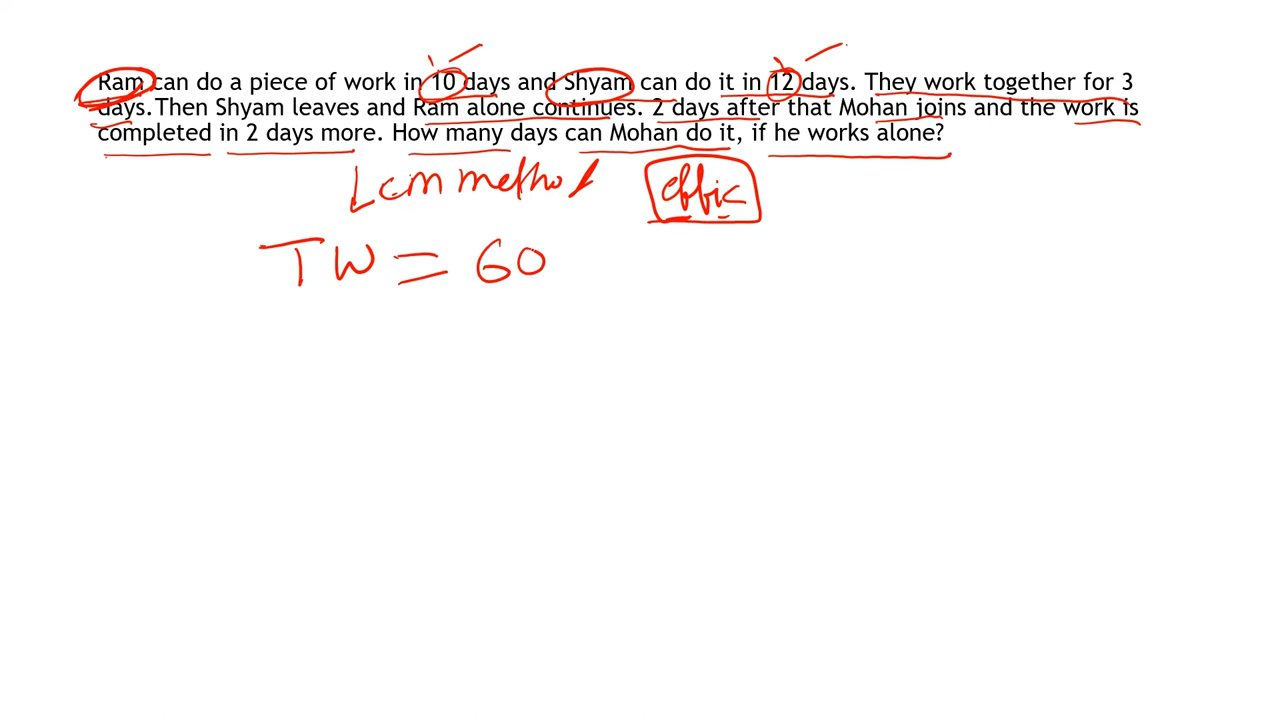 Ram can do a piece of work in 10 days and Shyam can do it in 12 days. They work together for 3
days.Then Shyam leaves and Ram alone continues. 2 days after that Mohan joins and the work is
completed in 2 days more. How many days can Mohan do it, if he works alone?
Lcm method effic
TW = 60